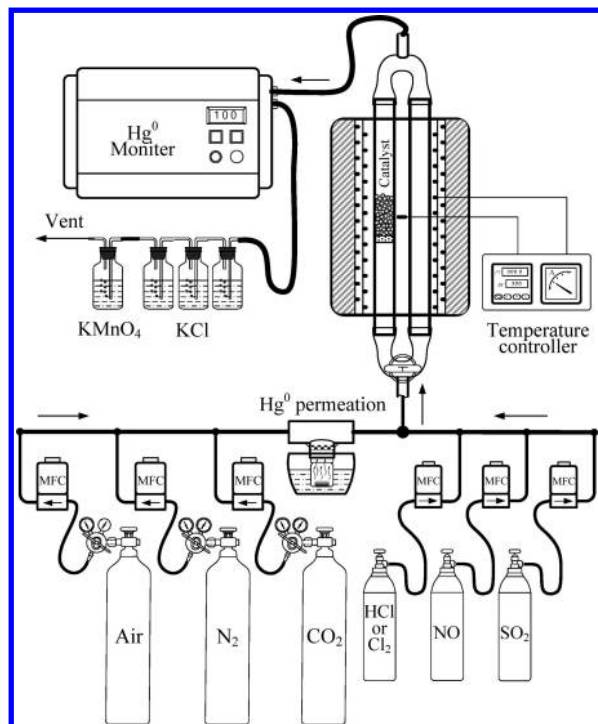 100
Hg⁰
Moniter
Catalyst
Vent
KMnO₄
KCl
Temperature
controller
Hg⁰ permeation
MFC
MFC
MFC
MFC
MFC
MFC
Air
N₂
CO₂
HCl
or
Cl₂
NO
SO₂